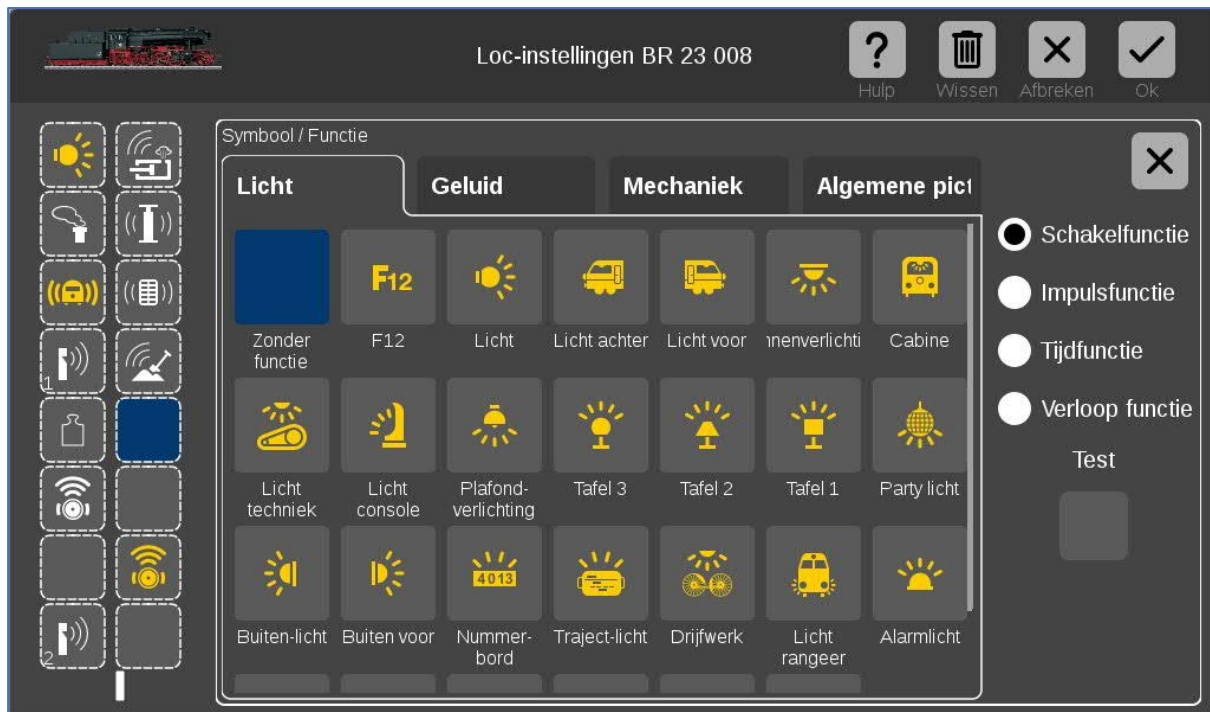 Loc-instellingen BR 23 008
?
Hulp
Wissen
Afbreken
Ok
Symbool / Functie
Licht
Geluid
Mechaniek
Algemene pict
Schakelfunctie
Impulsfunctie
Tijdfunctie
Verloop functie
Test
F12
Zonder
functie
F12
Licht
Licht achter
Licht voor
nnenverlichti
Cabine
Licht
techniek
Licht
console
Plafond-
verlichting
Tafel 3
Tafel 2
Tafel 1
Party licht
4013
Buiten-licht
Buiten voor
Nummer-
bord
Traject-licht
Drijfwerk
Licht
rangeer
Alarmlicht
1
2